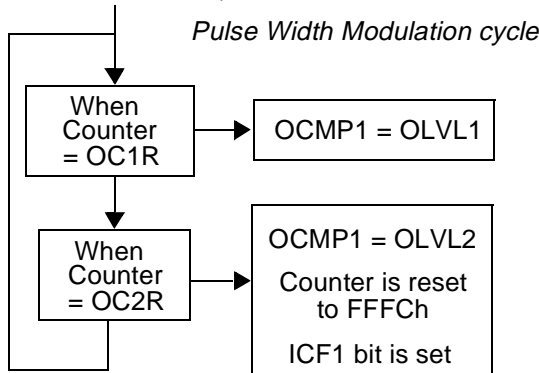 Pulse Width Modulation cycle
When
Counter
= OC1R
OCMP1 = OLVL1
When
Counter
= OC2R
OCMP1 = OLVL2
Counter is reset
to FFFCh
ICF1 bit is set